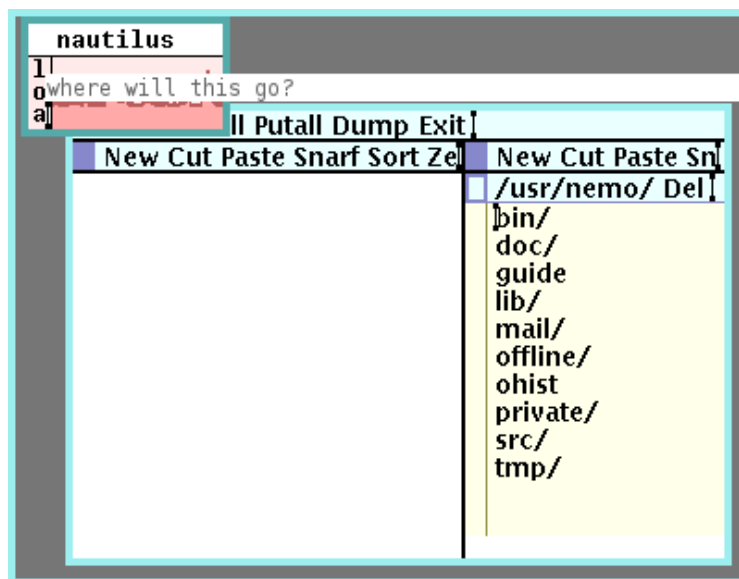 nautilus
l
o
where will this go?
a
ll Putall Dump Exit
New Cut Paste Snarf Sort Ze
New Cut Paste Sn
/usr/nemo/ Del
bin/
doc/
guide
lib/
mail/
offline/
ohist
private/
src/
tmp/